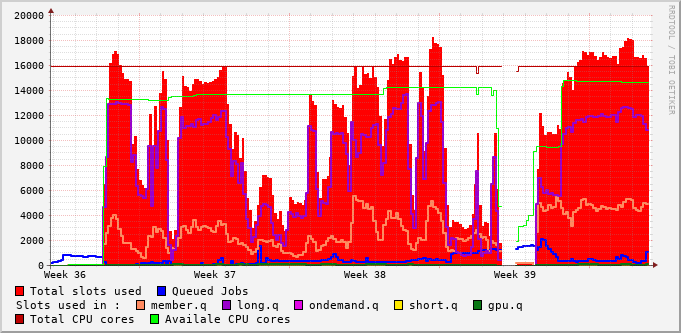 20000
18000
16000
14000
12000
10000
8000
6000
4000
2000
0
Week 36 Week 37 Week 38 Week 39
RRDTOOL / TOBI OETIKER
Total slots used Queued Jobs
Slots used in : member.q long.q ondemand.q short.q gpu.q
Total CPU cores Availale CPU cores